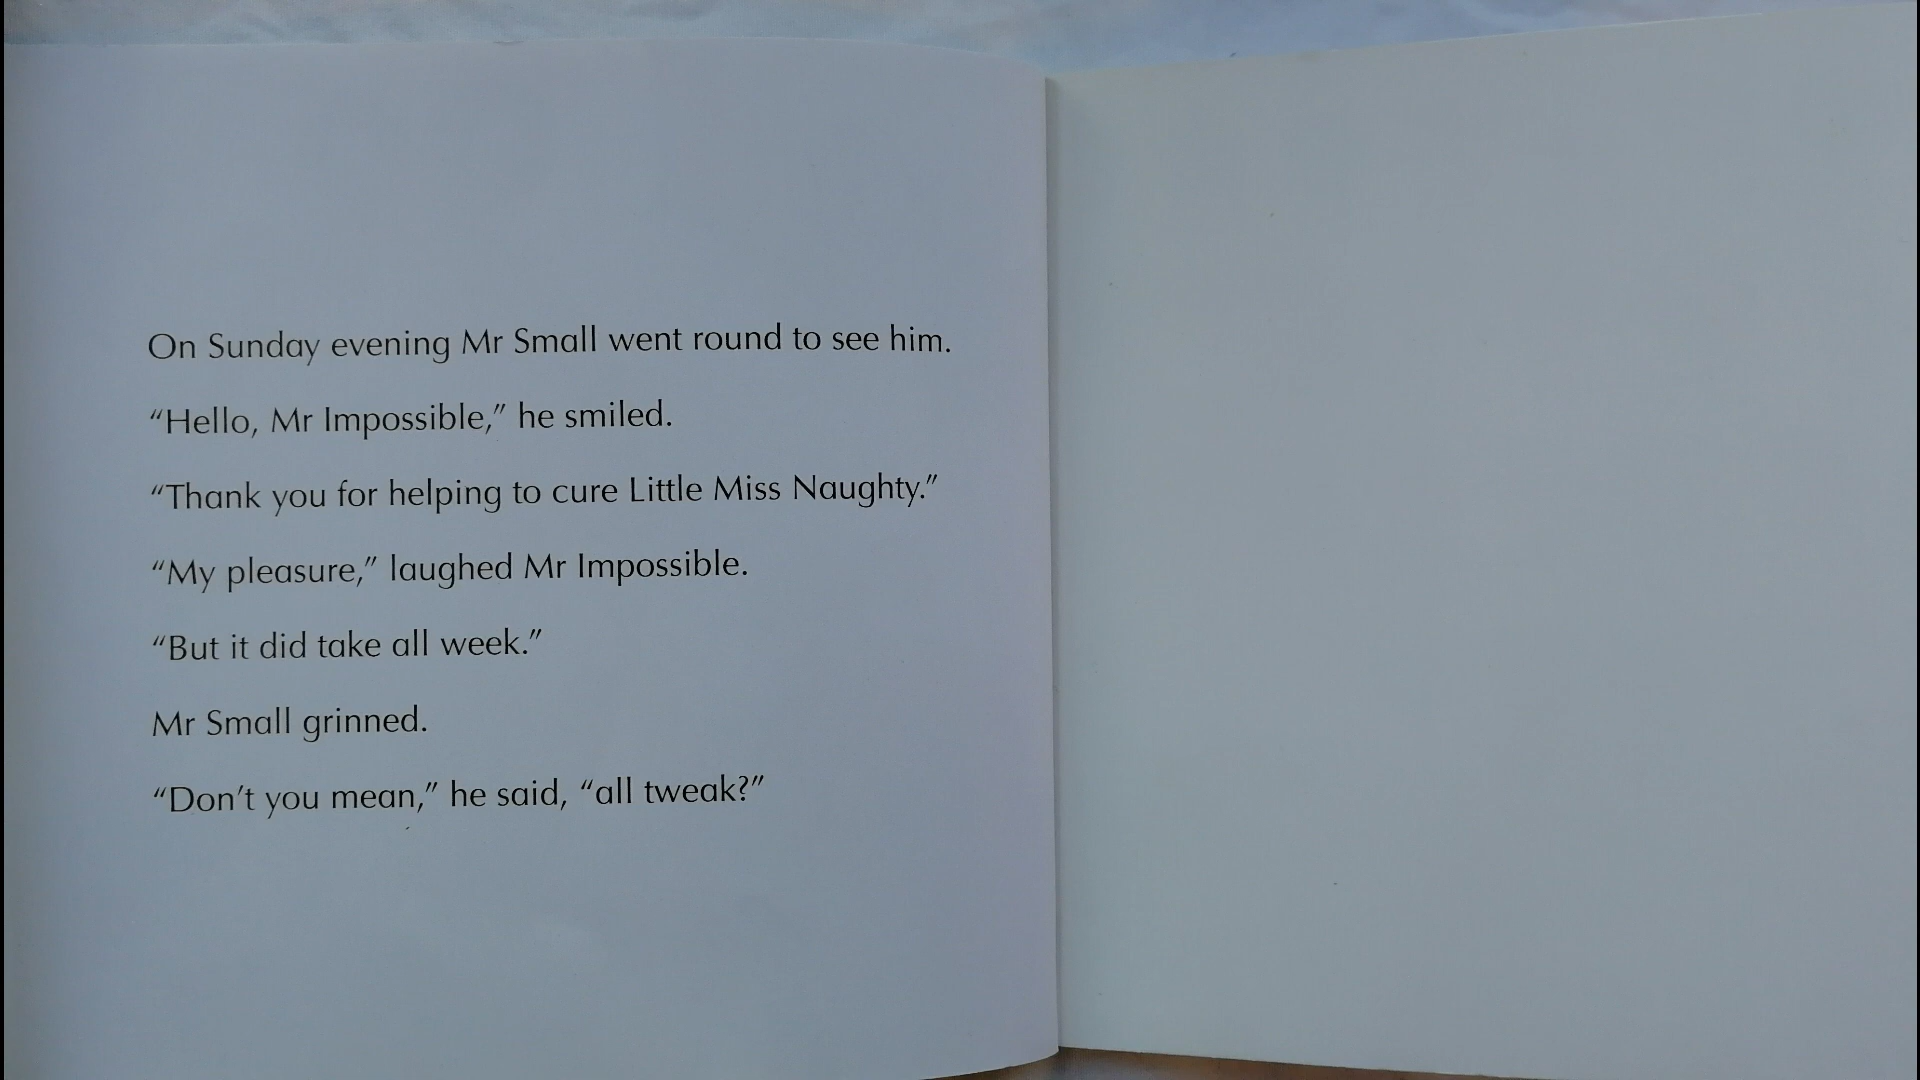 On Sunday evening Mr Small went round to see him.
“Hello, Mr Impossible,” he smiled.
“Thank you for helping to cure Little Miss Naughty.”
“My pleasure,” laughed Mr Impossible.
“But it did take all week.”
Mr Small grinned.
“Don’t you mean,” he said, “all tweak?”